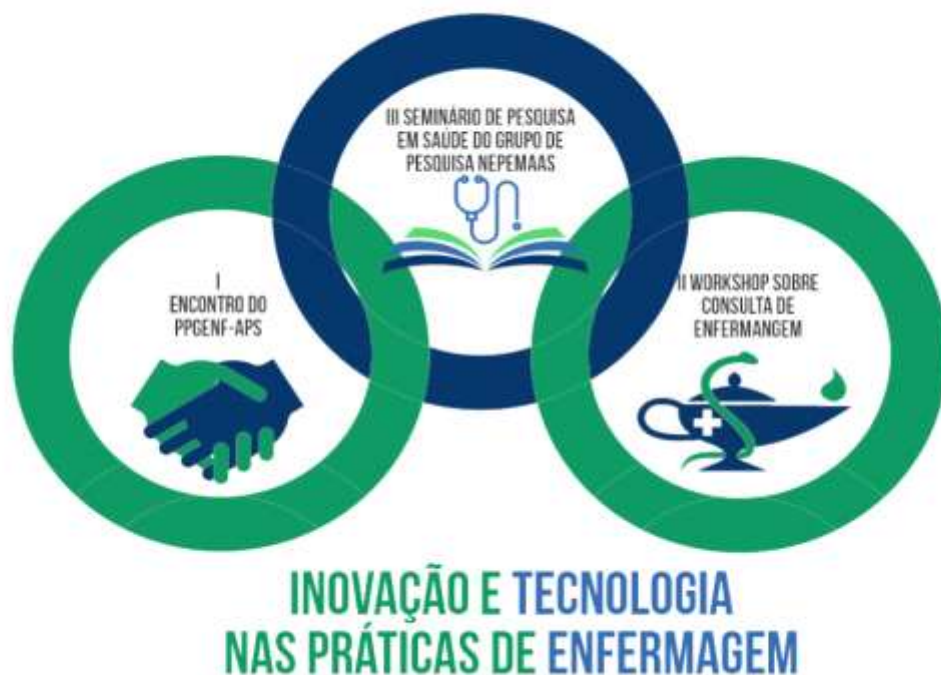 III SEMINÁRIO DE PESQUISA
EM SAÚDE DO GRUPO DE
PESQUISA NEPEMAAS
I
ENCONTRO DO
PPGENF-APS
II WORKSHOP SOBRE
CONSULTA DE
ENFERMANGEM
INOVAÇÃO E TECNOLOGIA
NAS PRÁTICAS DE ENFERMAGEM